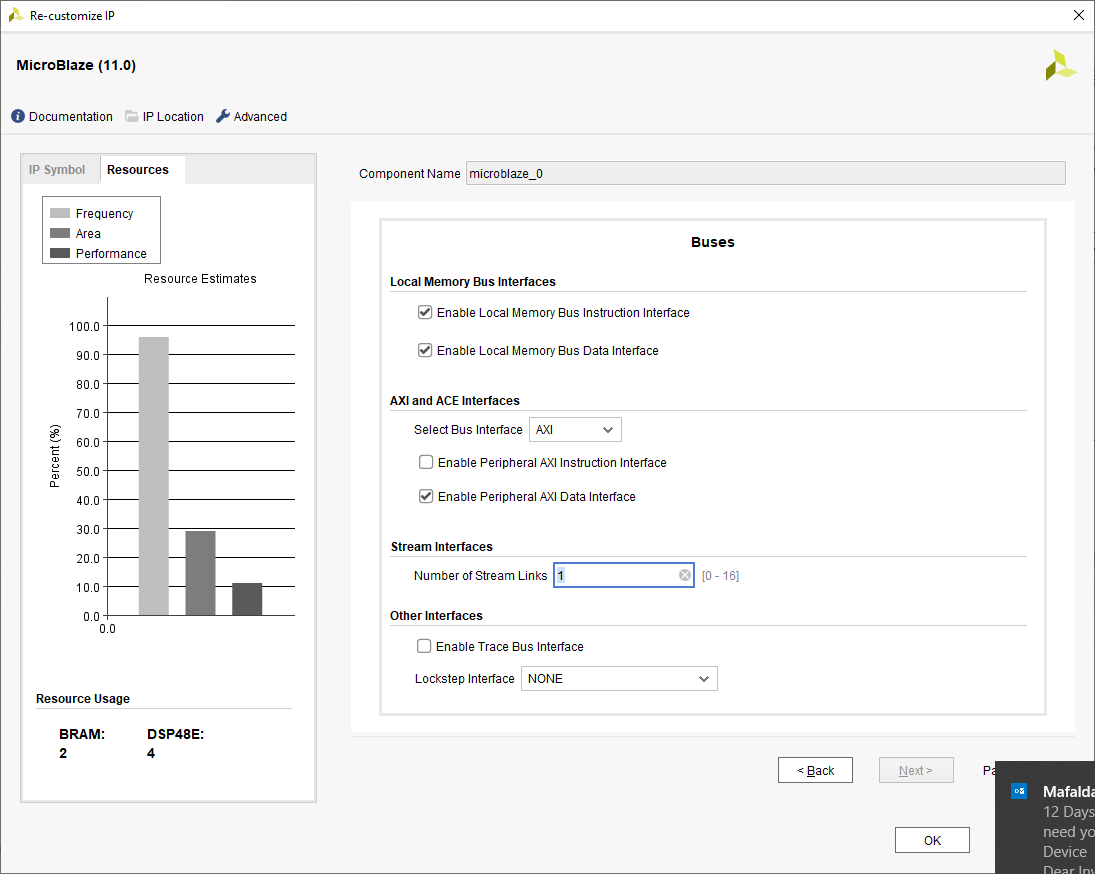 Re-customize IP
MicroBlaze (11.0)
Documentation IP Location Advanced
IP Symbol Resources
Frequency
Area
Performance
Resource Estimates
100.0
90.0
80.0
70.0
60.0
50.0
40.0
30.0
20.0
10.0
0.0
0.0
Percent (%)
Resource Usage
BRAM: DSP48E:
2 4
Component Name microblaze_0
Buses
Local Memory Bus Interfaces
Enable Local Memory Bus Instruction Interface
Enable Local Memory Bus Data Interface
AXI and ACE Interfaces
Select Bus Interface AXI
Enable Peripheral AXI Instruction Interface
Enable Peripheral AXI Data Interface
Stream Interfaces
Number of Stream Links 1 [0 - 16]
Other Interfaces
Enable Trace Bus Interface
Lockstep Interface NONE
< Back Next >
OK
Mafalda
12 Days
need yo
Device
Dear Inv